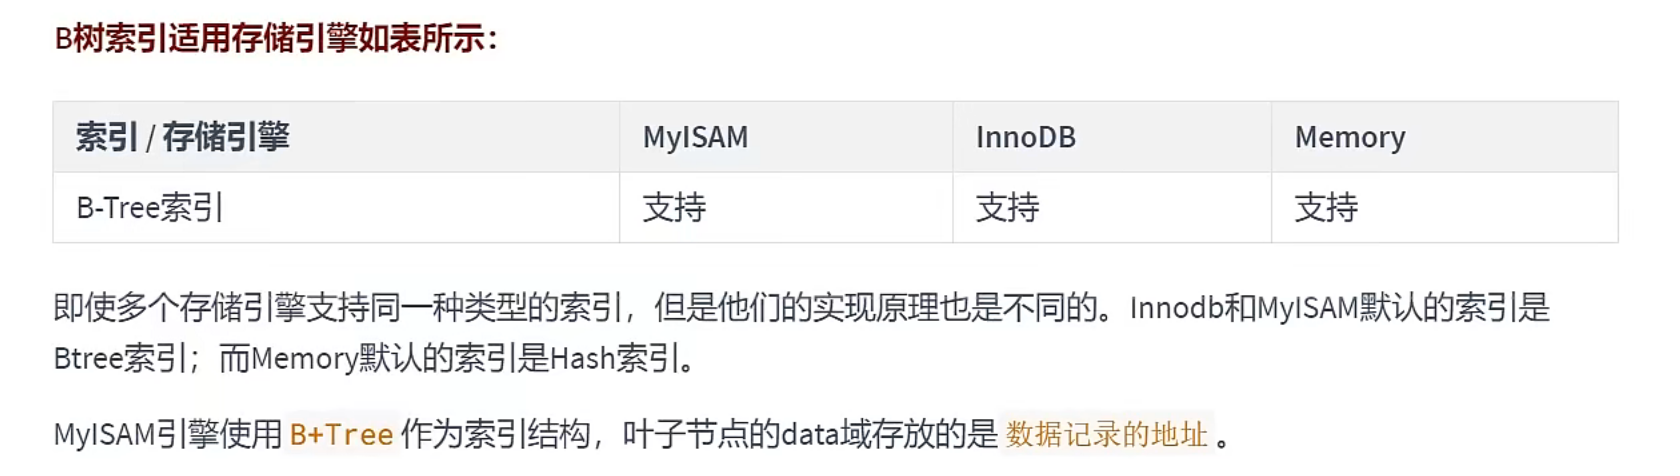 B树索引适用存储引擎如表所示：
索引 / 存储引擎 MyISAM InnoDB Memory
B-Tree索引 支持 支持 支持
即使多个存储引擎支持同一种类型的索引，但是他们的实现原理也是不同的。Innodb和MyISAM默认的索引是
Btree索引；而Memory默认的索引是Hash索引。
MyISAM引擎使用 B+Tree 作为索引结构，叶子节点的data域存放的是 数据记录的地址 。